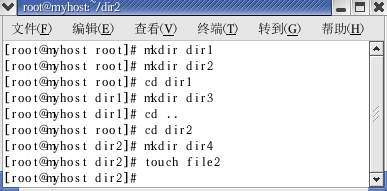 root@myhost:~/dir2
文件(F) 编辑(E) 查看(V) 终端(T) 转到(G) 帮助(H)
[root@myhost root]# mkdir dir1
[root@myhost root]# mkdir dir2
[root@myhost root]# cd dir1
[root@myhost dir1]# mkdir dir3
[root@myhost dir1]# cd ..
[root@myhost root]# cd dir2
[root@myhost dir2]# mkdir dir4
[root@myhost dir2]# touch file2
[root@myhost dir2]#